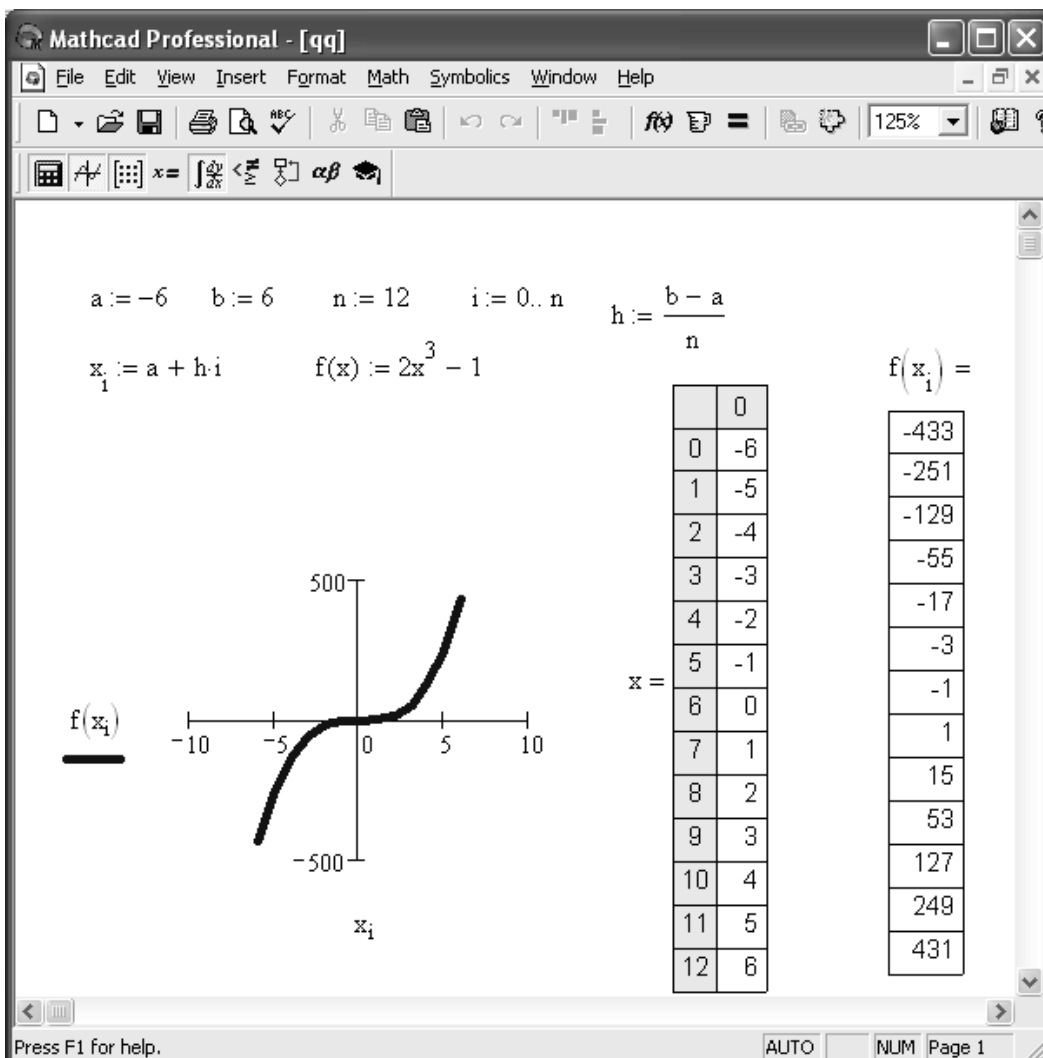 Mathcad Professional - [qq]
File Edit View Insert Format Math Symbolics Window Help
ABC f(x) = 125% ?
x= ∫ dy/dx <≠≥ αβ
a := -6 b := 6 n := 12 i := 0.. n h := (b - a)/n
x_i := a + h·i f(x) := 2x^3 - 1
f(x_i) =
0
0 -6
1 -5
2 -4
3 -3
4 -2
5 -1
6 0
7 1
8 2
9 3
10 4
11 5
12 6
x =
-433
-251
-129
-55
-17
-3
-1
1
15
53
127
249
431
500
f(x_i)
-10 -5 0 5 10
-500
x_i
Press F1 for help. AUTO NUM Page 1